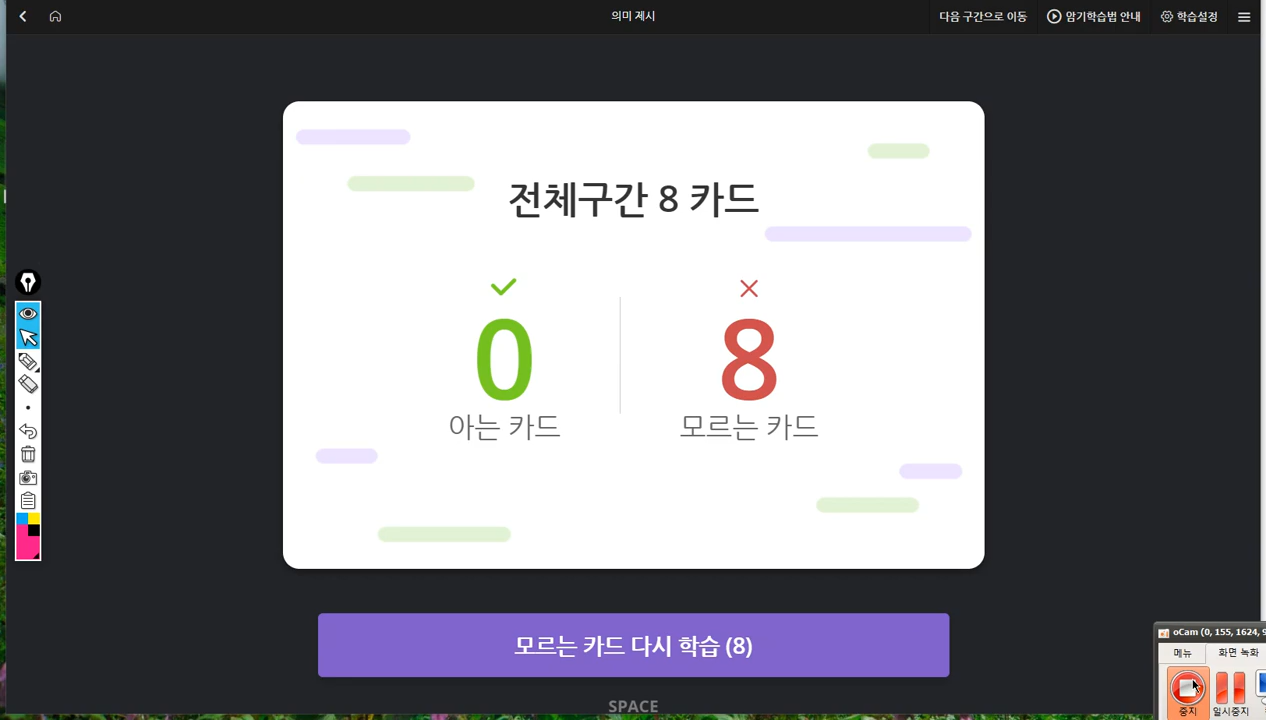 의미 제시
다음 구간으로 이동
암기학습법 안내
학습설정
전체구간 8 카드
0
아는 카드
8
모르는 카드
모르는 카드 다시 학습 (8)
SPACE
oCam (0, 155, 1624, 9
메뉴
화면 녹화
중지
일시중지